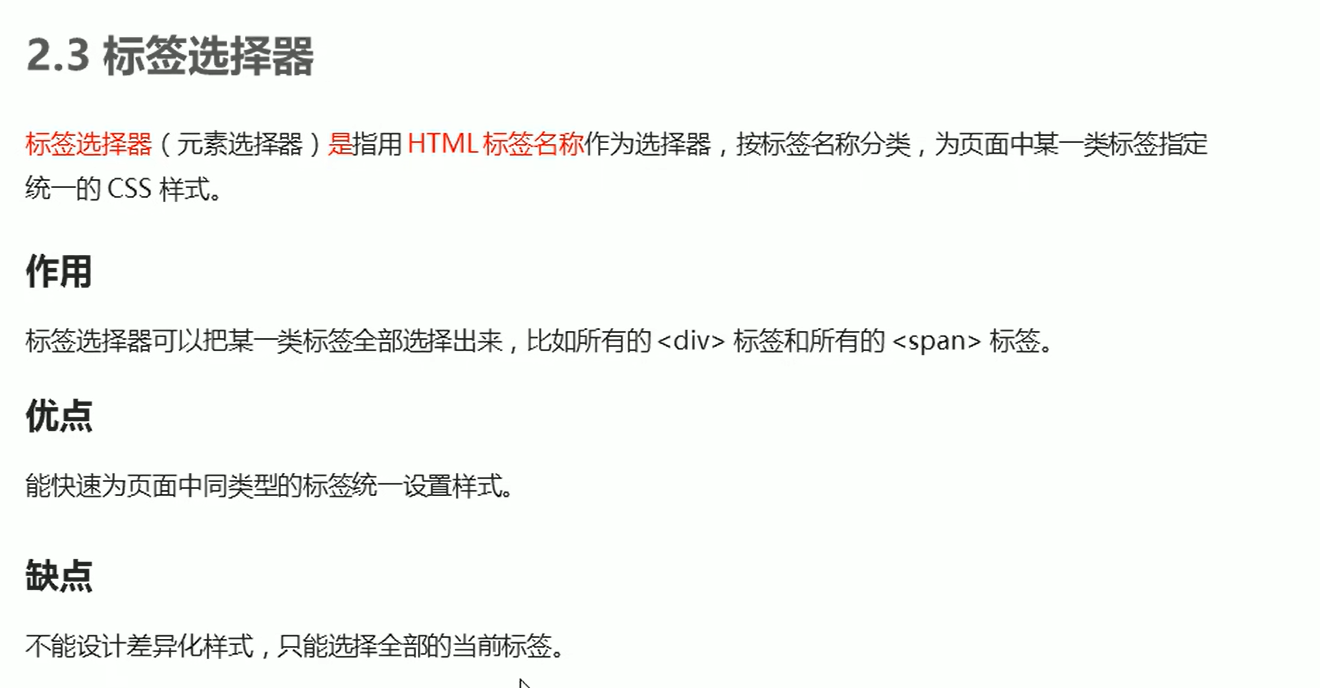 2.3 标签选择器
标签选择器（元素选择器）是指用 HTML 标签名称作为选择器，按标签名称分类，为页面中某一类标签指定
统一的 CSS 样式。
作用
标签选择器可以把某一类标签全部选择出来，比如所有的 <div> 标签和所有的 <span> 标签。
优点
能快速为页面中同类型的标签统一设置样式。
缺点
不能设计差异化样式，只能选择全部的当前标签。